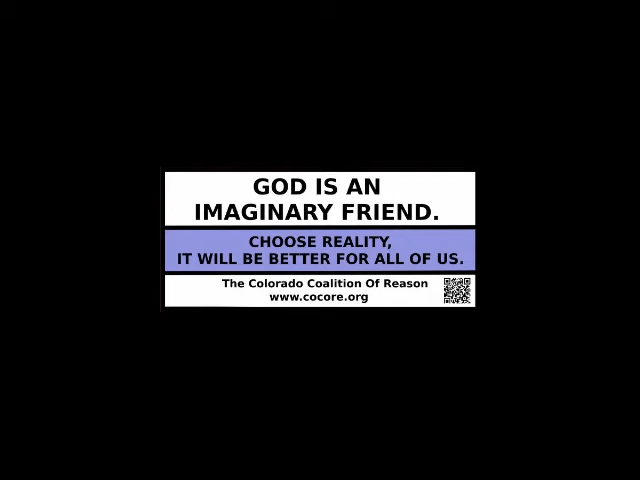 GOD IS AN
IMAGINARY FRIEND.
CHOOSE REALITY,
IT WILL BE BETTER FOR ALL OF US.
The Colorado Coalition Of Reason
www.cocore.org